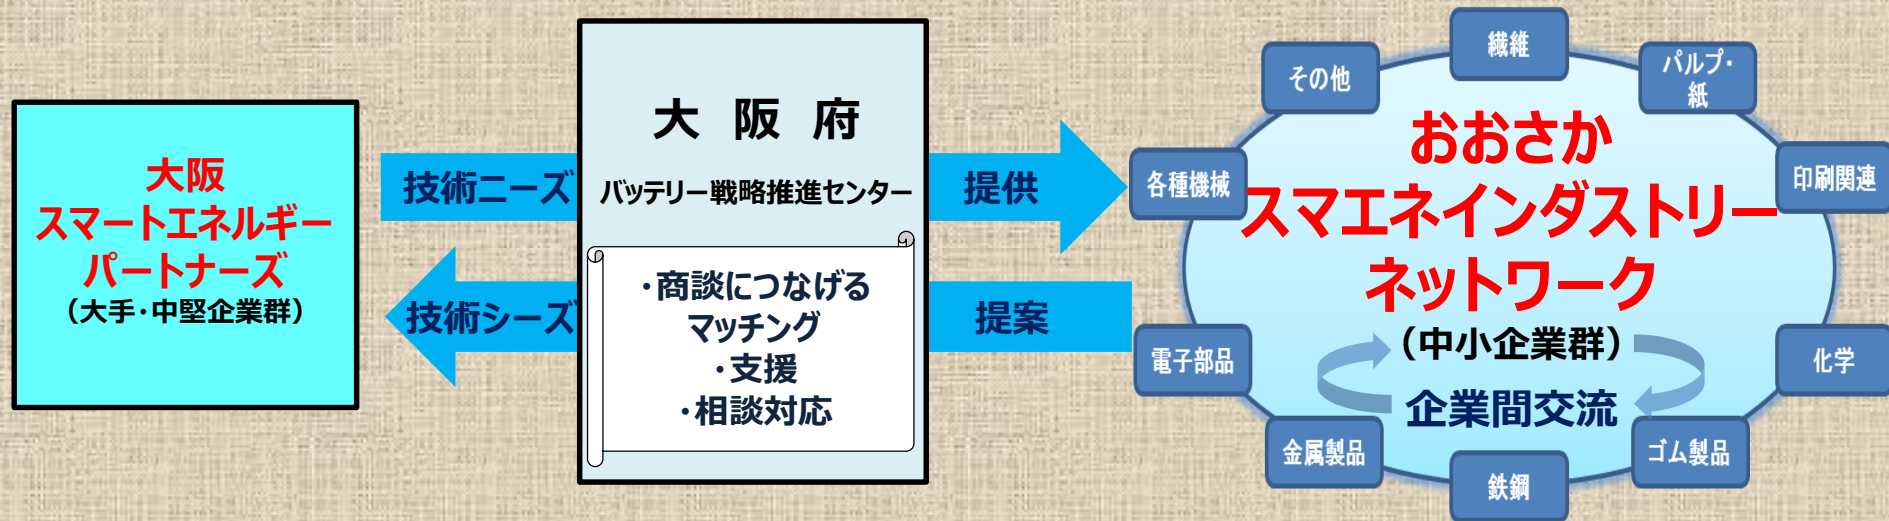 大阪
スマートエネルギー
パートナーズ
（大手・中堅企業群）
技術ニーズ
技術シーズ
大 阪 府
バッテリー戦略推進センター
・商談につなげる
マッチング
・支援
・相談対応
提供
提案
おおさか
スマエネインダストリー
ネットワーク
（中小企業群）
企業間交流
繊維
パルプ・
紙
印刷関連
化学
ゴム製品
鉄鋼
金属製品
電子部品
各種機械
その他